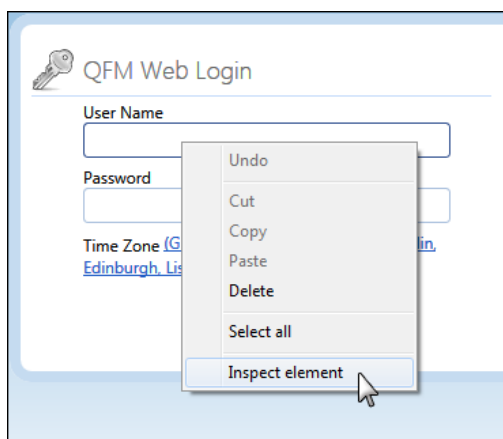 QFM Web Login
User Name
Password
Time Zone (G
lin,
Edinburgh, Lis
Undo
Cut
Copy
Paste
Delete
Select all
Inspect element